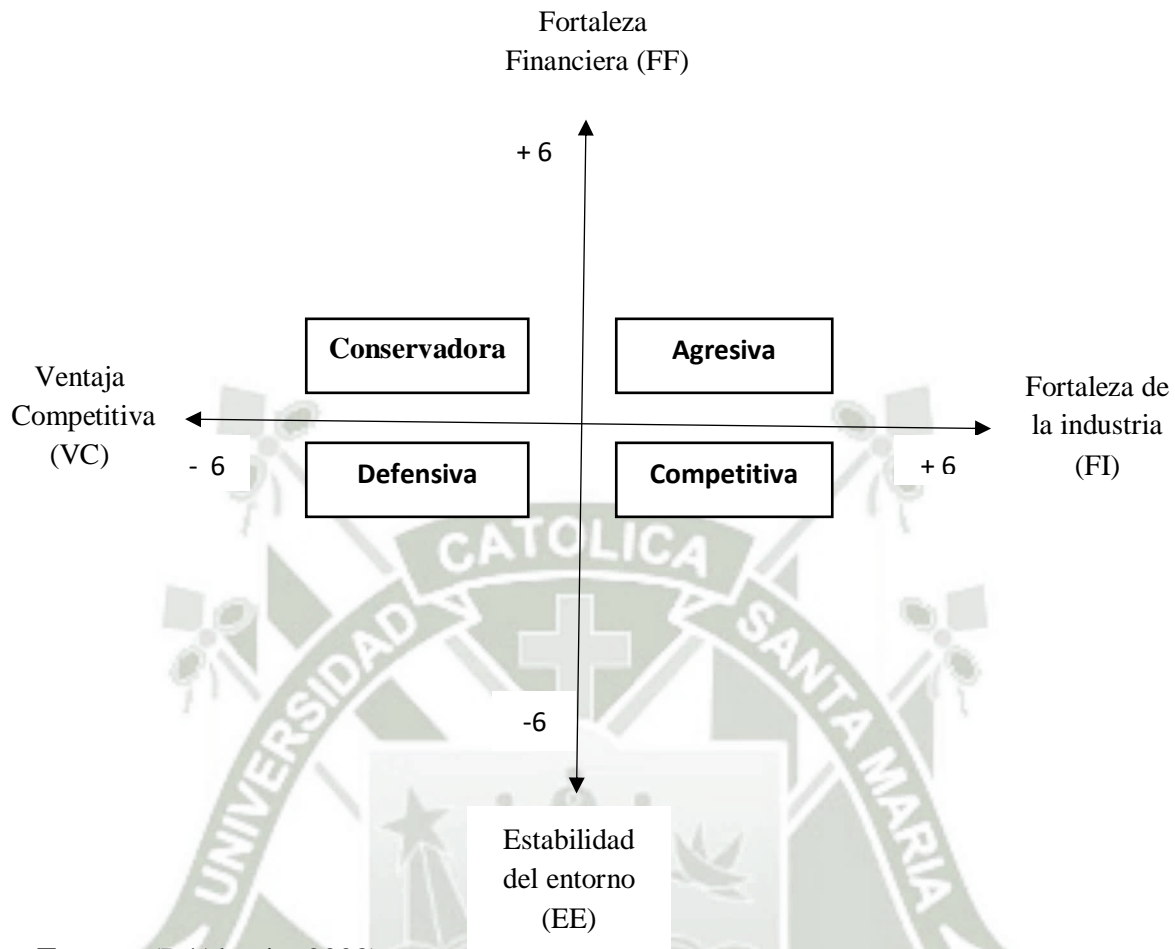 Fortaleza
Financiera (FF)
+ 6
Conservadora
Agresiva
Ventaja
Competitiva
(VC)
Fortaleza de
la industria
(FI)
- 6
Defensiva
Competitiva
+ 6
CATOLICA
UNIVERSIDAD
SANTA MARIA
-6
Estabilidad
del entorno
(EE)